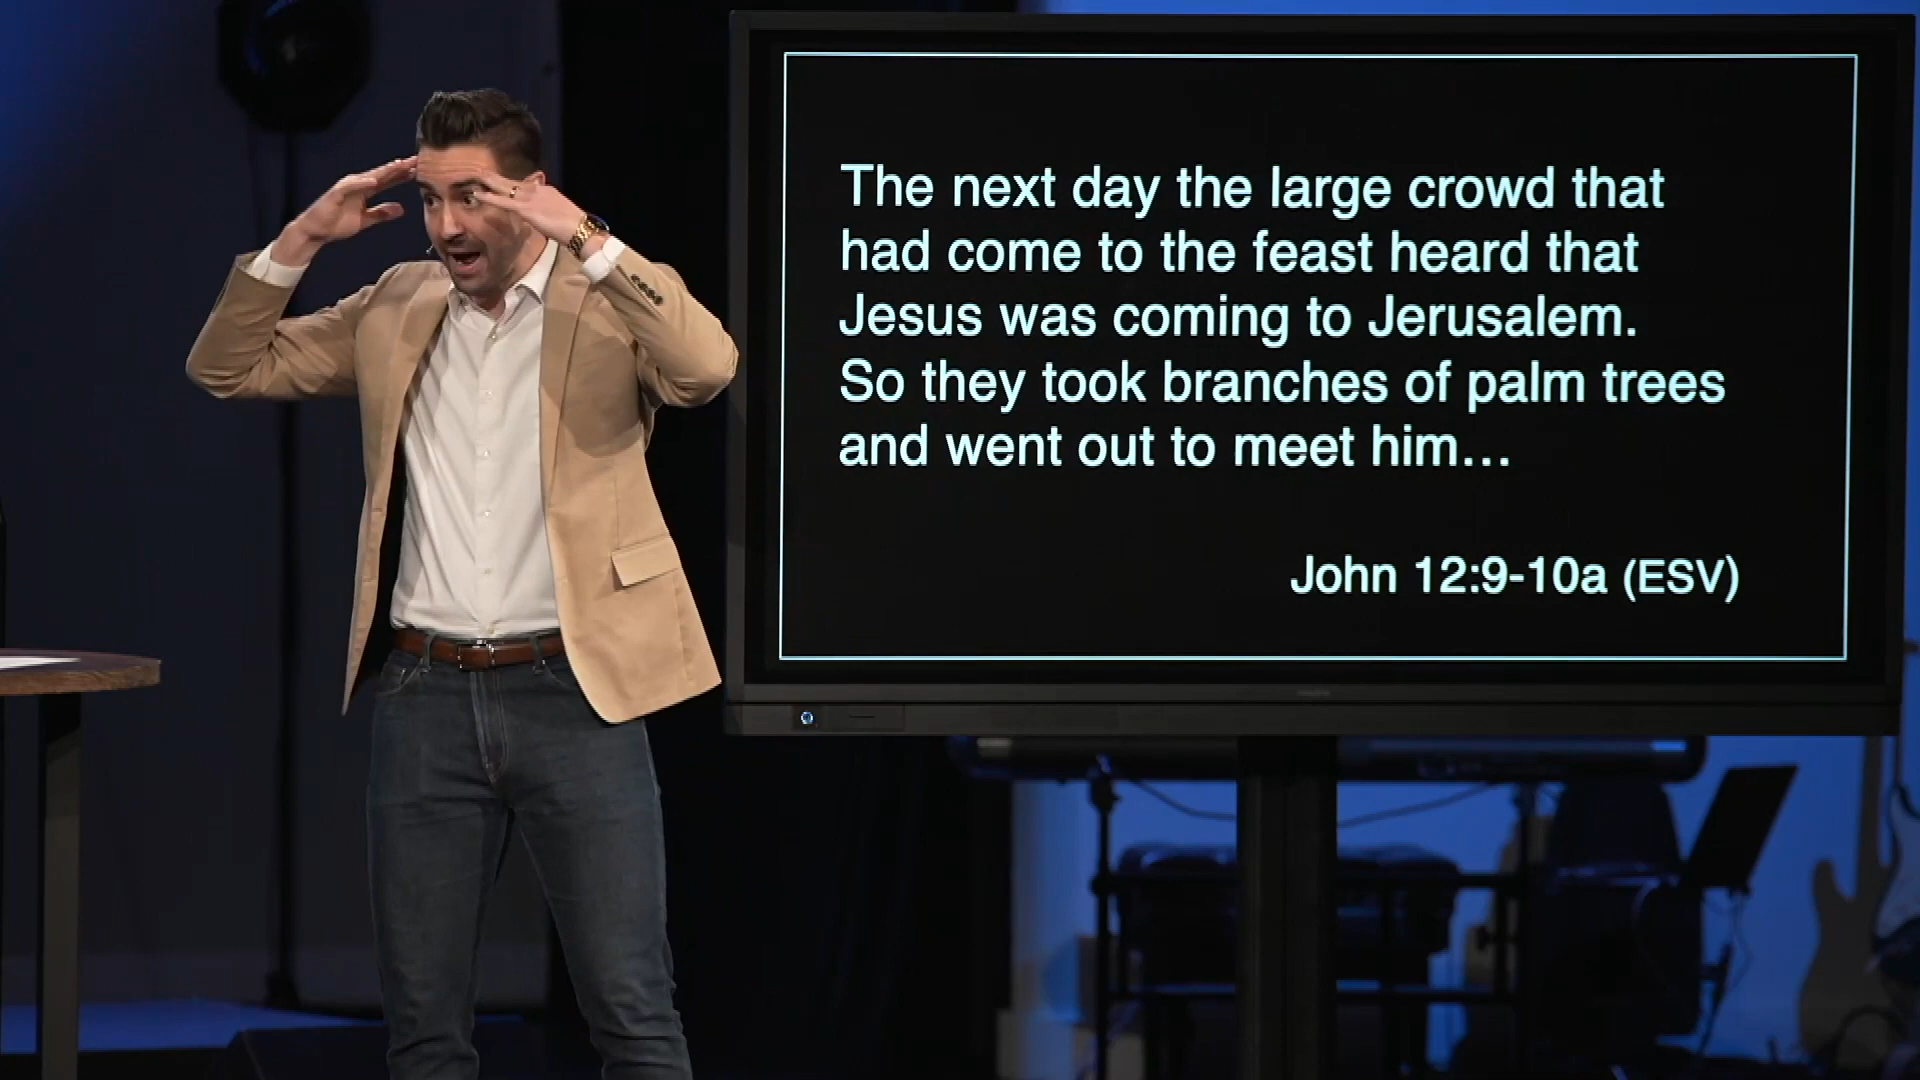 The next day the large crowd that
had come to the feast heard that
Jesus was coming to Jerusalem.
So they took branches of palm trees
and went out to meet him…
John 12:9-10a (ESV)